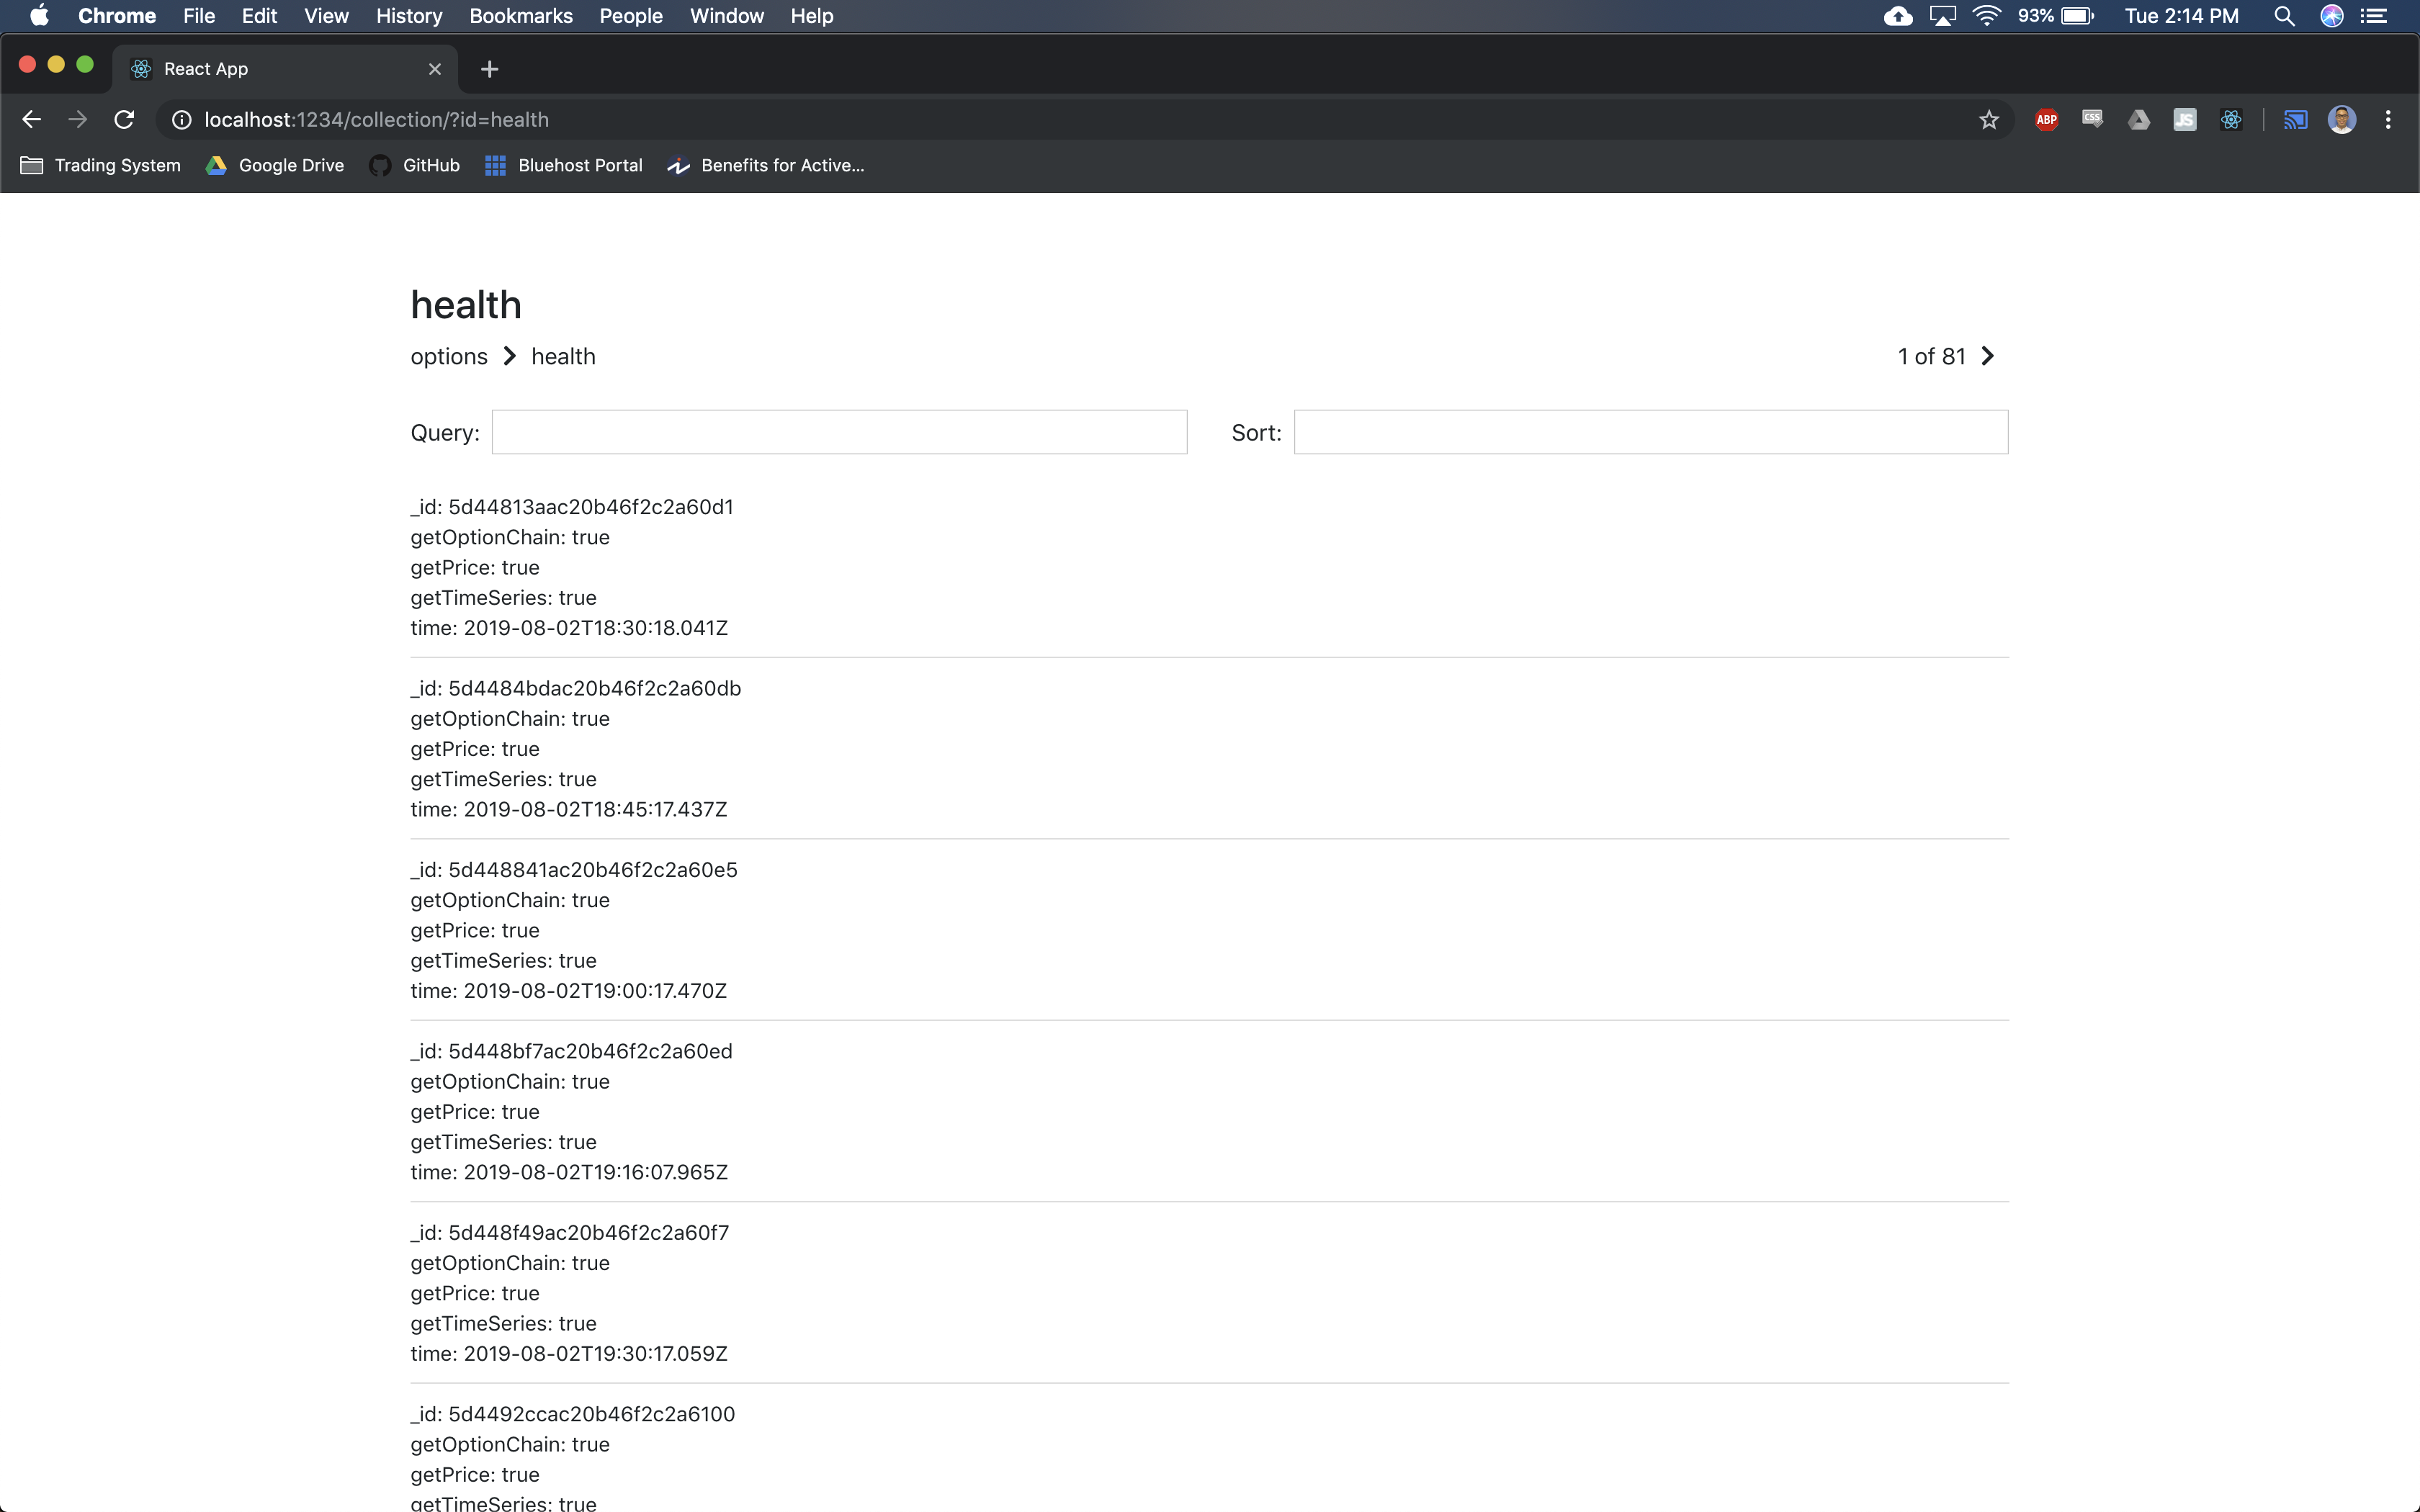 Chrome File Edit View History Bookmarks People Window Help 93% Tue 2:14 PM
React App
localhost:1234/collection/?id=health ABP CSS JS
Trading System Google Drive GitHub Bluehost Portal Benefits for Active...
health
options health 1 of 81
Query: Sort:
_id: 5d44813aac20b46f2c2a60d1
getOptionChain: true
getPrice: true
getTimeSeries: true
time: 2019-08-02T18:30:18.041Z
_id: 5d4484bdac20b46f2c2a60db
getOptionChain: true
getPrice: true
getTimeSeries: true
time: 2019-08-02T18:45:17.437Z
_id: 5d448841ac20b46f2c2a60e5
getOptionChain: true
getPrice: true
getTimeSeries: true
time: 2019-08-02T19:00:17.470Z
_id: 5d448bf7ac20b46f2c2a60ed
getOptionChain: true
getPrice: true
getTimeSeries: true
time: 2019-08-02T19:16:07.965Z
_id: 5d448f49ac20b46f2c2a60f7
getOptionChain: true
getPrice: true
getTimeSeries: true
time: 2019-08-02T19:30:17.059Z
_id: 5d4492ccac20b46f2c2a6100
getOptionChain: true
getPrice: true
getTimeSeries: true